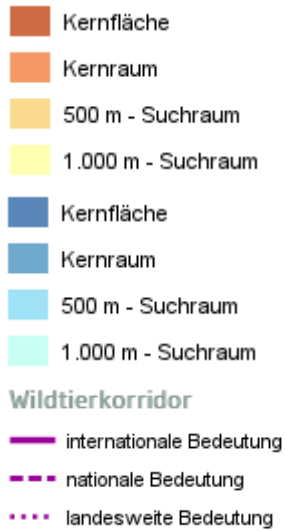 Kernfläche
Kernraum
500 m - Suchraum
1.000 m - Suchraum
Kernfläche
Kernraum
500 m - Suchraum
1.000 m - Suchraum
Wildtierkorridor
internationale Bedeutung
nationale Bedeutung
landesweite Bedeutung